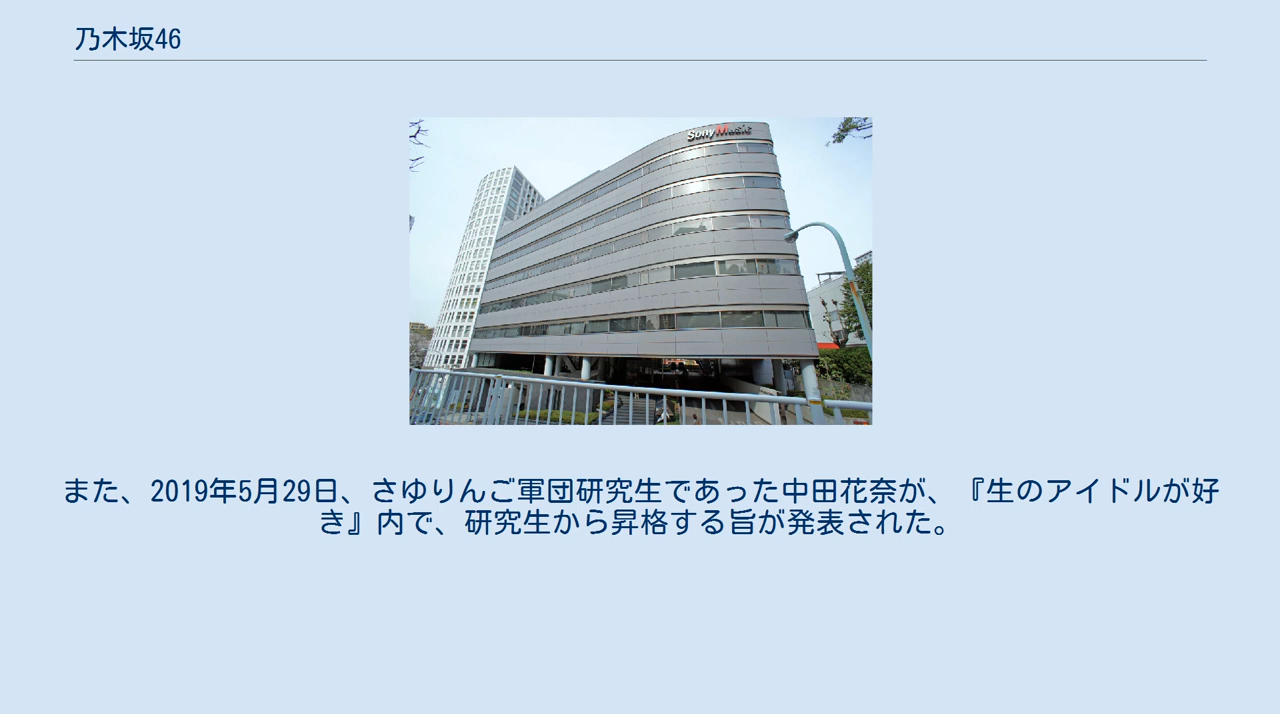 乃木坂46
Sony Music
また、2019年5月29日、さゆりんご軍団研究生であった中田花奈が、『生のアイドルが好
き』内で、研究生から昇格する旨が発表された。